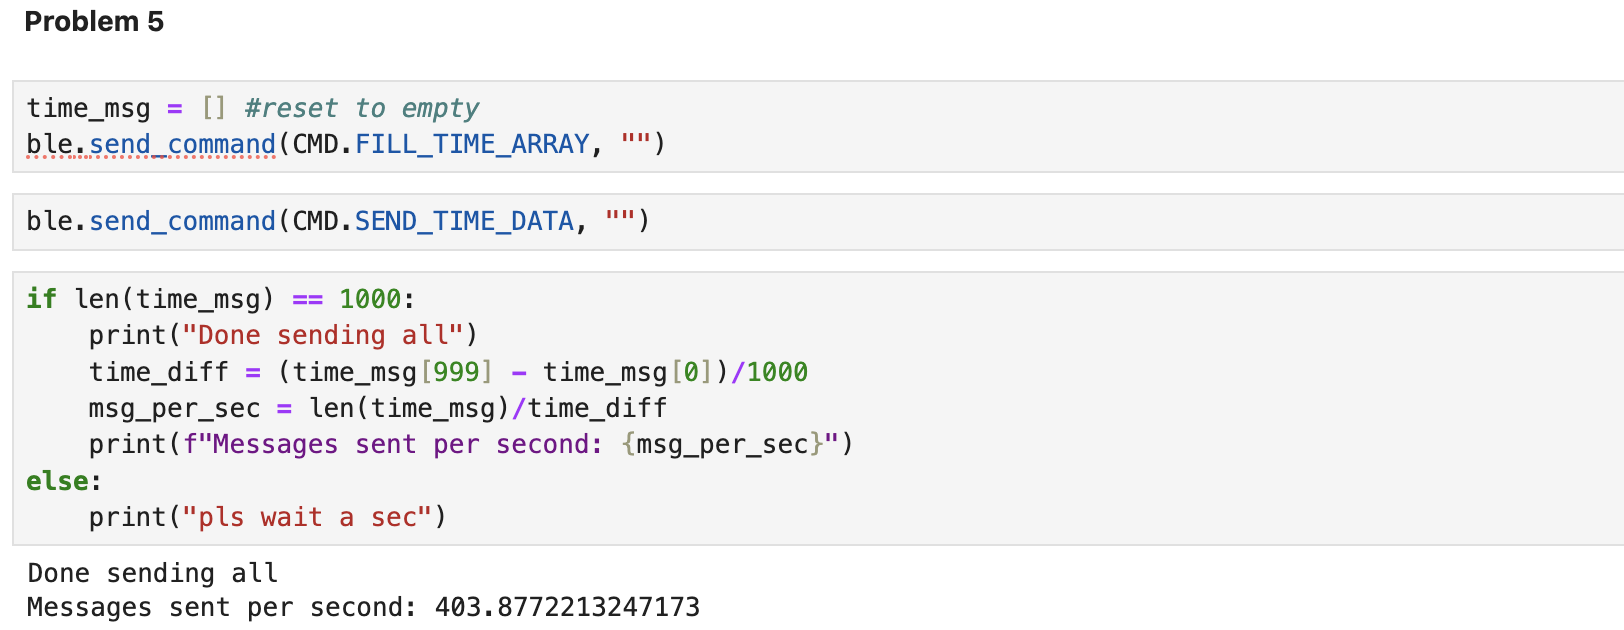 Problem 5
time_msg = [] #reset to empty
ble.send_command(CMD.FILL_TIME_ARRAY, "")
ble.send_command(CMD.SEND_TIME_DATA, "")
if len(time_msg) == 1000:
    print("Done sending all")
    time_diff = (time_msg[999] - time_msg[0])/1000
    msg_per_sec = len(time_msg)/time_diff
    print(f"Messages sent per second: {msg_per_sec}")
else:
    print("pls wait a sec")
Done sending all
Messages sent per second: 403.8772213247173